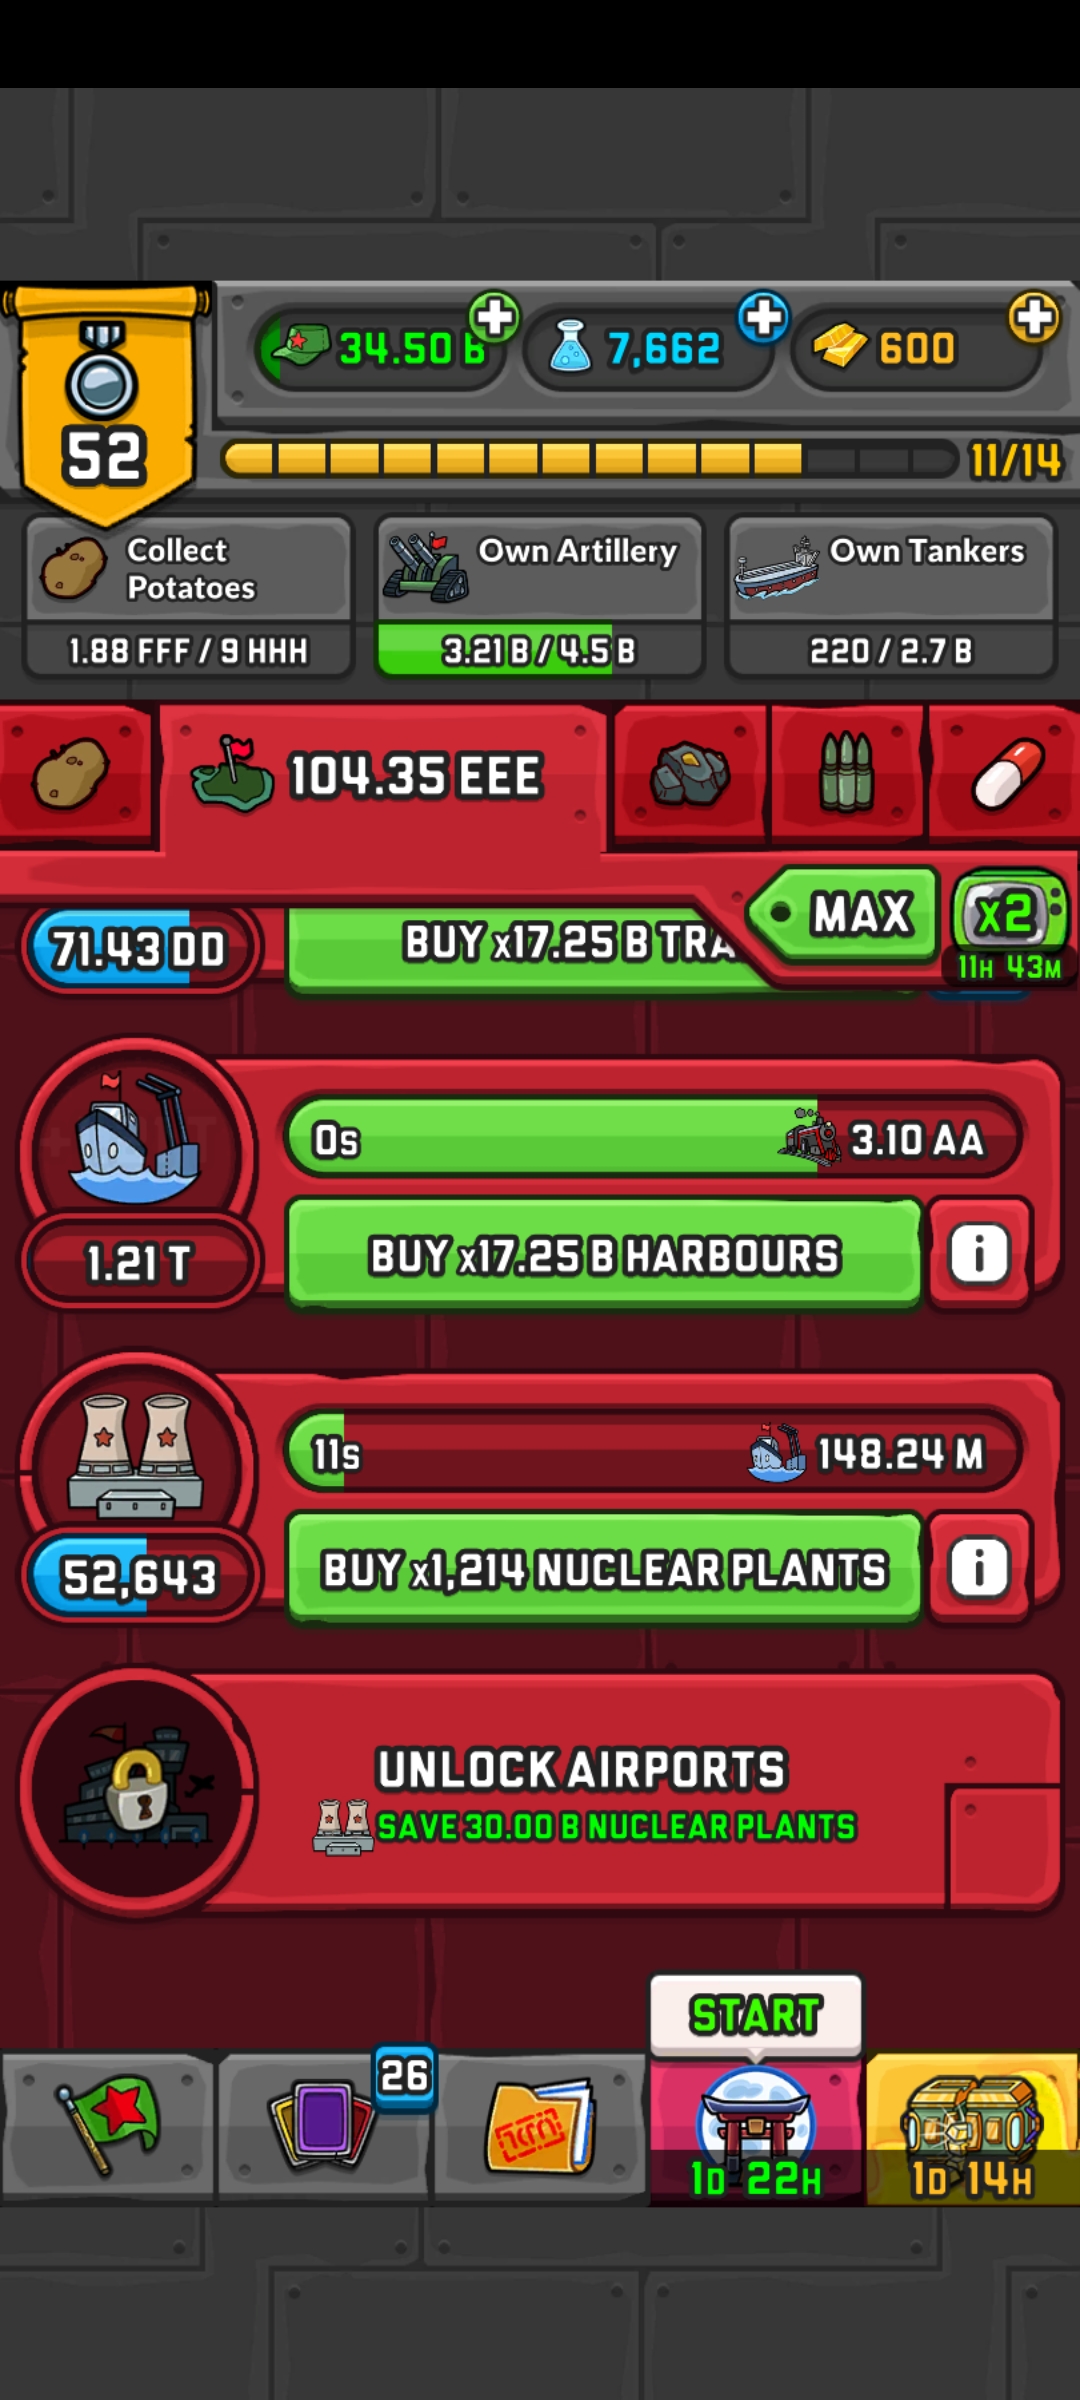 52
34.50 B
7,662
600
11/14
Collect
Potatoes
1.88 FFF / 9 HHH
Own Artillery
3.21 B / 4.5 B
Own Tankers
220 / 2.7 B
104.35 EEE
MAX
x2
11H 43M
71.43 DD
BUY x17.25 B TRA
0s
3.10 AA
1.21 T
BUY x17.25 B HARBOURS
i
11s
148.24 M
52,643
BUY x1,214 NUCLEAR PLANTS
i
UNLOCK AIRPORTS
SAVE 30.00 B NUCLEAR PLANTS
START
26
1D 22H
1D 14H